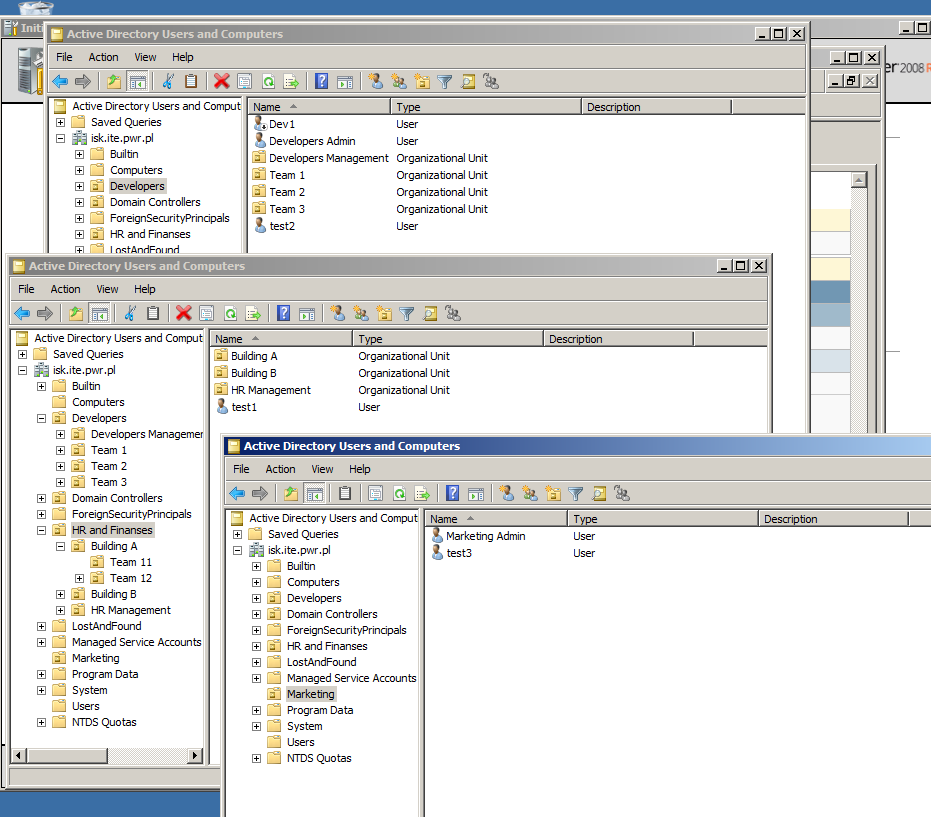 Initi
er 2008 R
Active Directory Users and Computers
File Action View Help
Active Directory Users and Comput
Saved Queries
isk.ite.pwr.pl
Builtin
Computers
Developers
Domain Controllers
ForeignSecurityPrincipals
HR and Finanses
LostAndFound
Name Type Description
Dev1 User
Developers Admin User
Developers Management Organizational Unit
Team 1 Organizational Unit
Team 2 Organizational Unit
Team 3 Organizational Unit
test2 User
Active Directory Users and Computers
File Action View Help
Active Directory Users and Comput
Saved Queries
isk.ite.pwr.pl
Builtin
Computers
Developers
Developers Managemer
Team 1
Team 2
Team 3
Domain Controllers
ForeignSecurityPrincipals
HR and Finanses
Building A
Team 11
Team 12
Building B
HR Management
LostAndFound
Managed Service Accounts
Marketing
Program Data
System
Users
NTDS Quotas
Name Type Description
Building A Organizational Unit
Building B Organizational Unit
HR Management Organizational Unit
test1 User
Active Directory Users and Computers
File Action View Help
Active Directory Users and Comput
Saved Queries
isk.ite.pwr.pl
Builtin
Computers
Developers
Domain Controllers
ForeignSecurityPrincipals
HR and Finanses
LostAndFound
Managed Service Accounts
Marketing
Program Data
System
Users
NTDS Quotas
Name Type Description
Marketing Admin User
test3 User